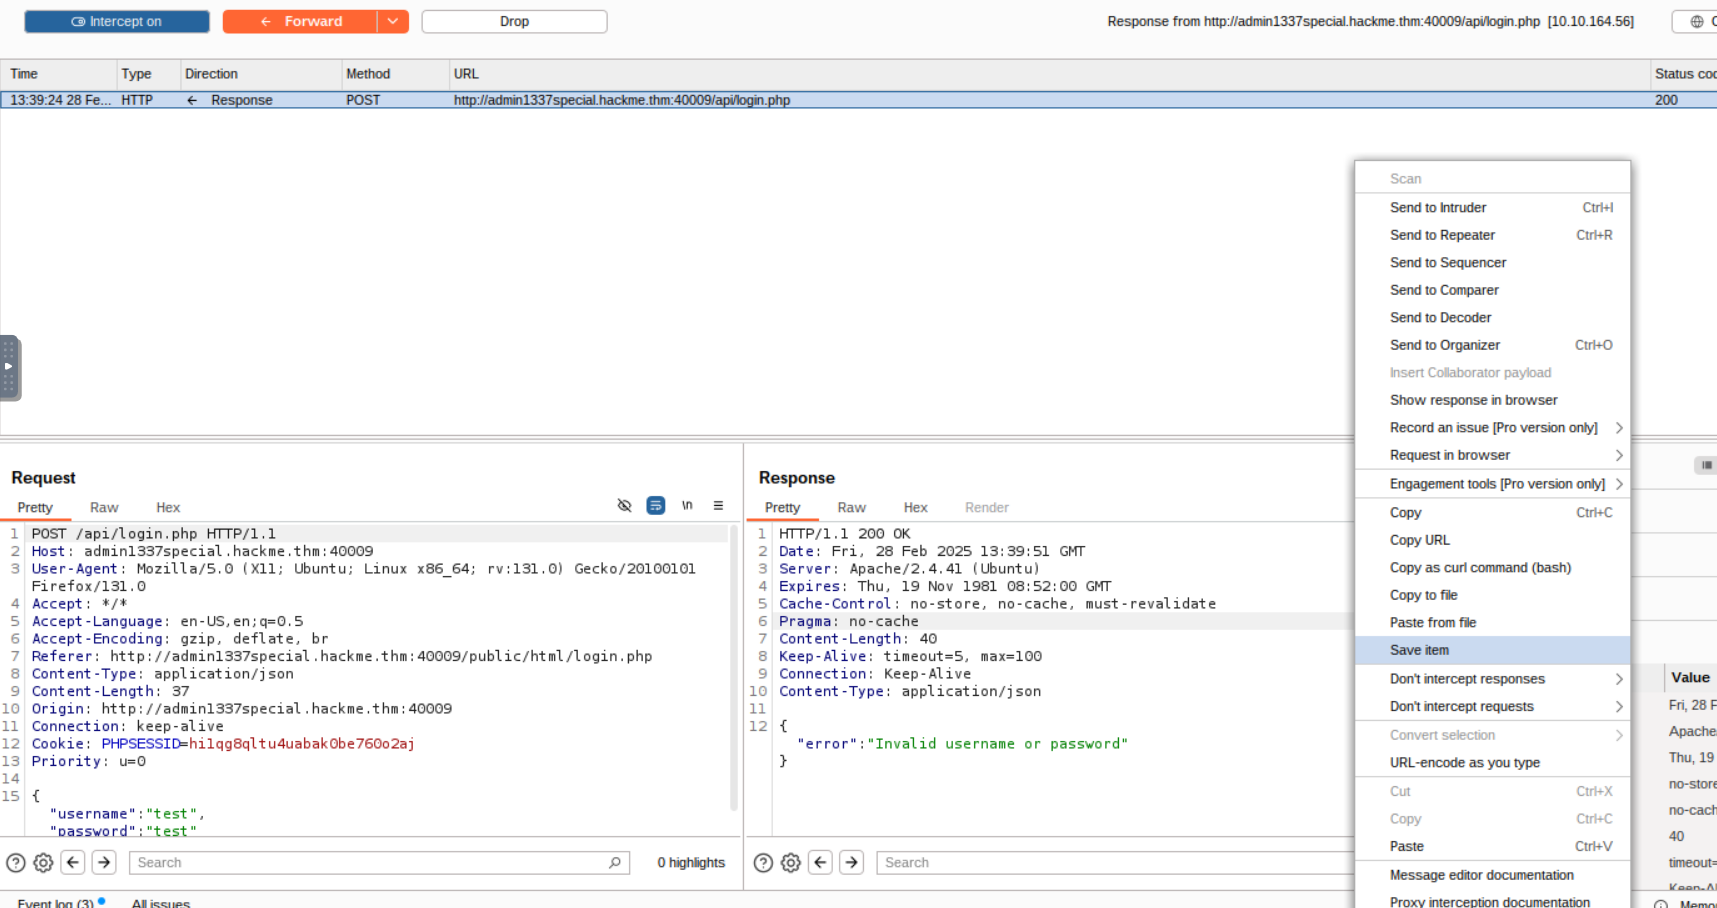 Intercept on
Forward
Drop
Response from http://admin1337special.hackme.thm:40009/api/login.php [10.10.164.56]
Time Type Direction Method URL Status
13:39:24 28 Fe... HTTP Response POST http://admin1337special.hackme.thm:40009/api/login.php 200
Scan
Send to Intruder Ctrl+I
Send to Repeater Ctrl+R
Send to Sequencer
Send to Comparer
Send to Decoder
Send to Organizer Ctrl+O
Insert Collaborator payload
Show response in browser
Record an issue [Pro version only]
Request in browser
Engagement tools [Pro version only]
Copy Ctrl+C
Copy URL
Copy as curl command (bash)
Copy to file
Paste from file
Save item
Don't intercept responses
Don't intercept requests
Convert selection
URL-encode as you type
Cut Ctrl+X
Copy Ctrl+C
Paste Ctrl+V
Message editor documentation
Proxy interception documentation
Request
Pretty Raw Hex \n
1 POST /api/login.php HTTP/1.1
2 Host: admin1337special.hackme.thm:40009
3 User-Agent: Mozilla/5.0 (X11; Ubuntu; Linux x86_64; rv:131.0) Gecko/20100101
Firefox/131.0
4 Accept: */*
5 Accept-Language: en-US,en;q=0.5
6 Accept-Encoding: gzip, deflate, br
7 Referer: http://admin1337special.hackme.thm:40009/public/html/login.php
8 Content-Type: application/json
9 Content-Length: 37
10 Origin: http://admin1337special.hackme.thm:40009
11 Connection: keep-alive
12 Cookie: PHPSESSID=hi1qg8qltu4uabak0be760o2aj
13 Priority: u=0
14
15 {
"username":"test",
"password":"test"
Search
0 highlights
Response
Pretty Raw Hex Render
1 HTTP/1.1 200 OK
2 Date: Fri, 28 Feb 2025 13:39:51 GMT
3 Server: Apache/2.4.41 (Ubuntu)
4 Expires: Thu, 19 Nov 1981 08:52:00 GMT
5 Cache-Control: no-store, no-cache, must-revalidate
6 Pragma: no-cache
7 Content-Length: 40
8 Keep-Alive: timeout=5, max=100
9 Connection: Keep-Alive
10 Content-Type: application/json
11
12 {
"error":"Invalid username or password"
}
Search
Value
Fri, 28 F
Apache/
Thu, 19
no-store
no-cach
40
timeout=
Keep-Al
Event log (3) All issues
Memo